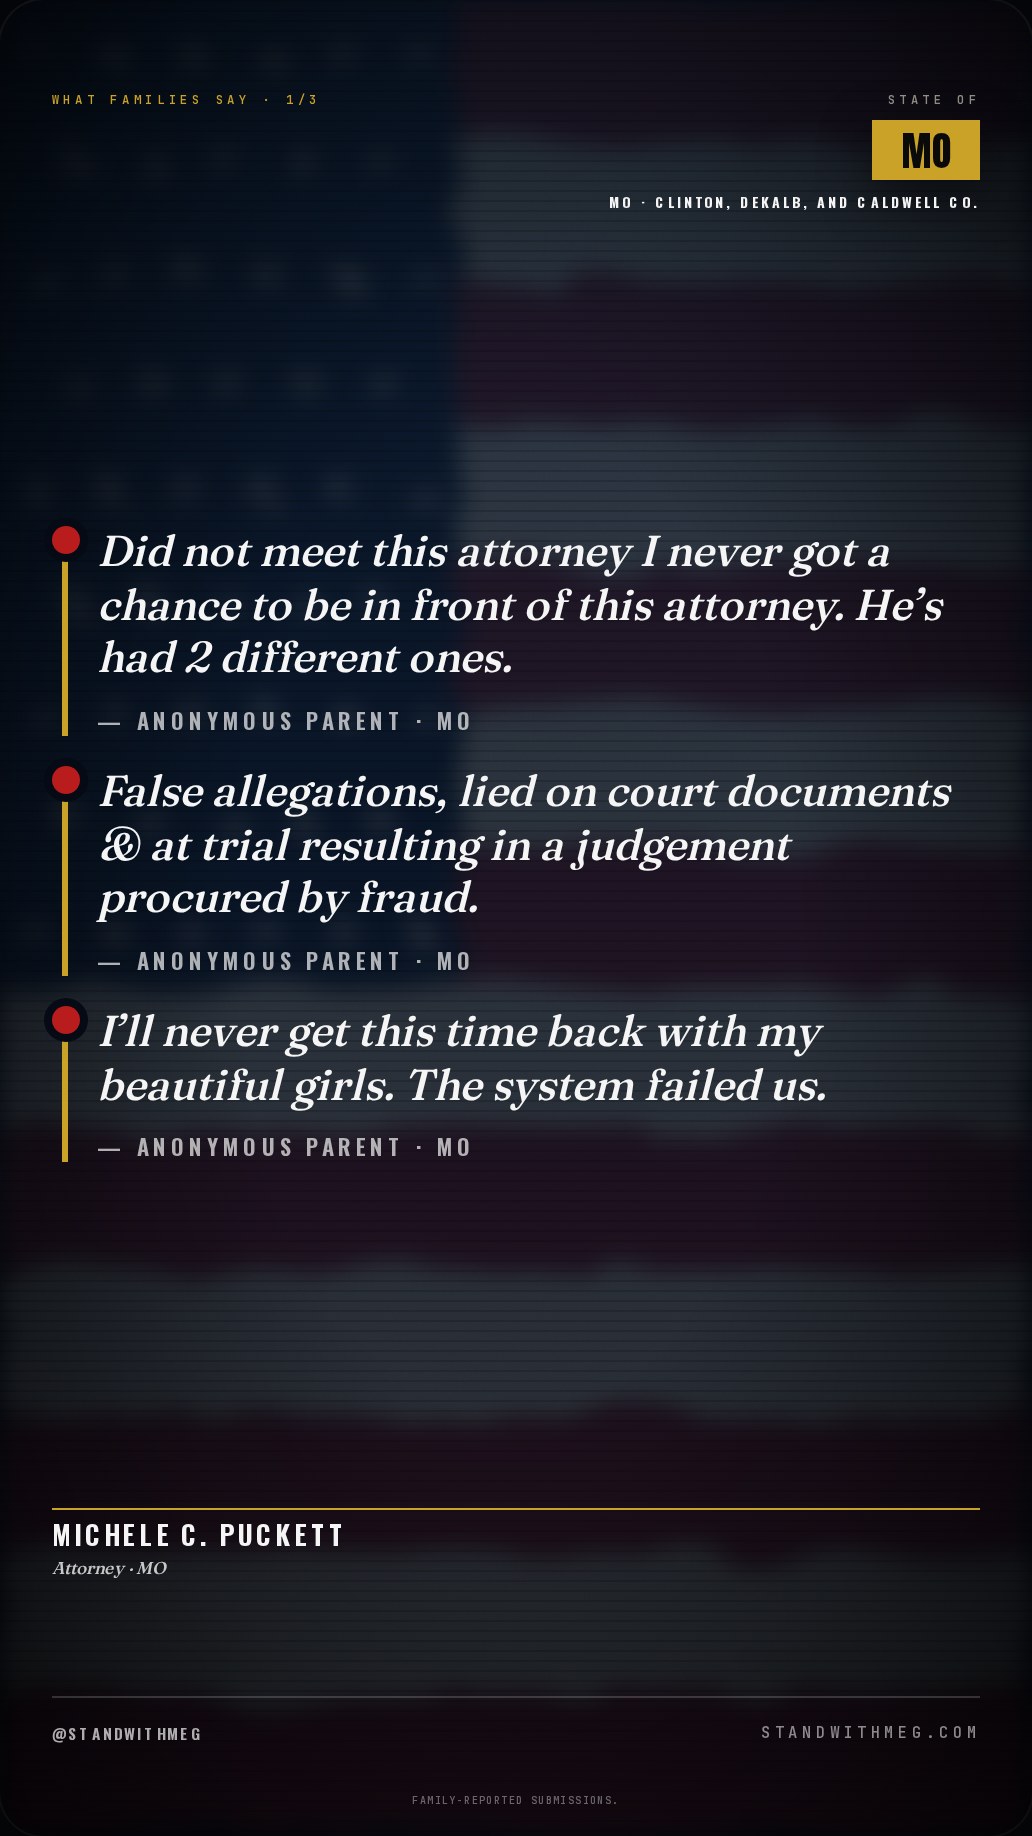 WHAT FAMILIES SAY · 1/3
STATE OF
MO
MO · CLINTON, DEKALB, AND CALDWELL CO.
Did not meet this attorney I never got a
chance to be in front of this attorney. He’s
had 2 different ones.
— ANONYMOUS PARENT · MO
False allegations, lied on court documents
& at trial resulting in a judgement
procured by fraud.
— ANONYMOUS PARENT · MO
I’ll never get this time back with my
beautiful girls. The system failed us.
— ANONYMOUS PARENT · MO
MICHELE C. PUCKETT
Attorney · MO
@STANDWITHMEG
STANDWITHMEG.COM
FAMILY-REPORTED SUBMISSIONS.